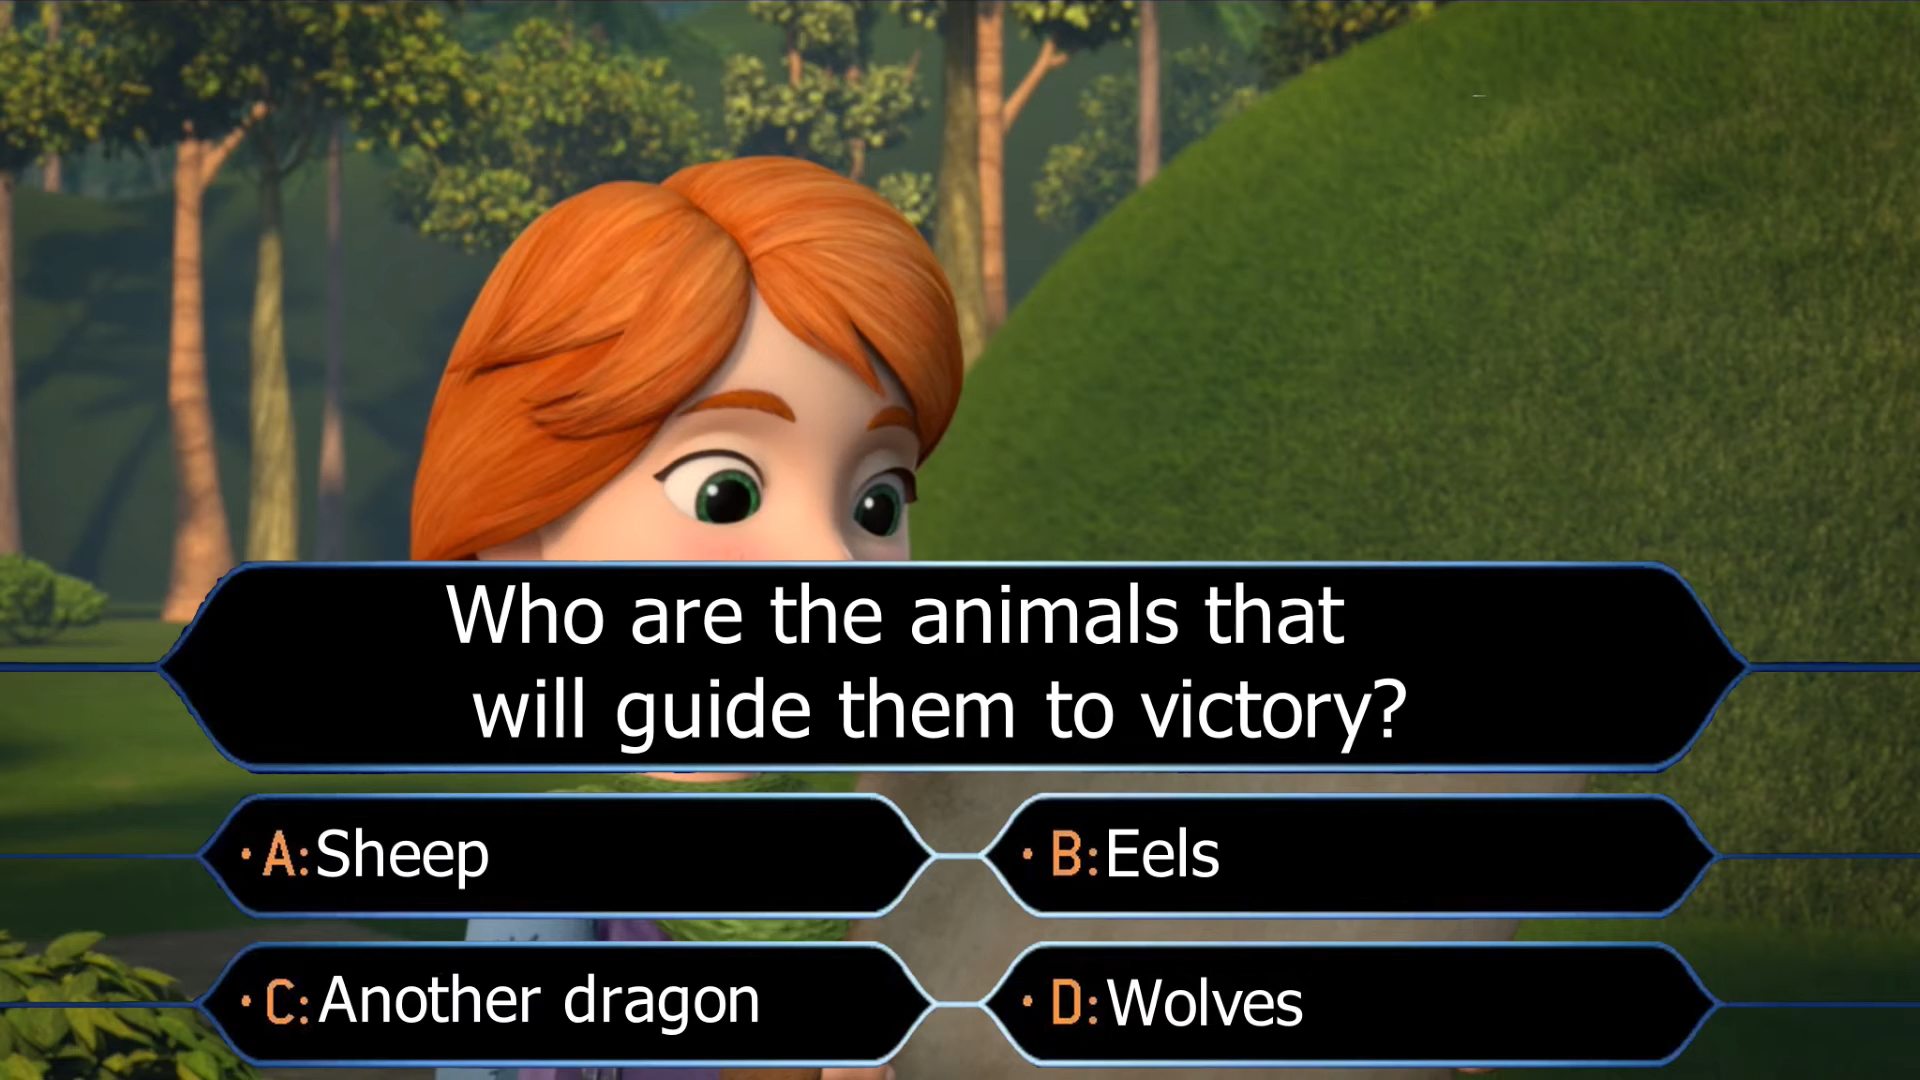 Who are the animals that
will guide them to victory?
A: Sheep
B: Eels
C: Another dragon
D: Wolves